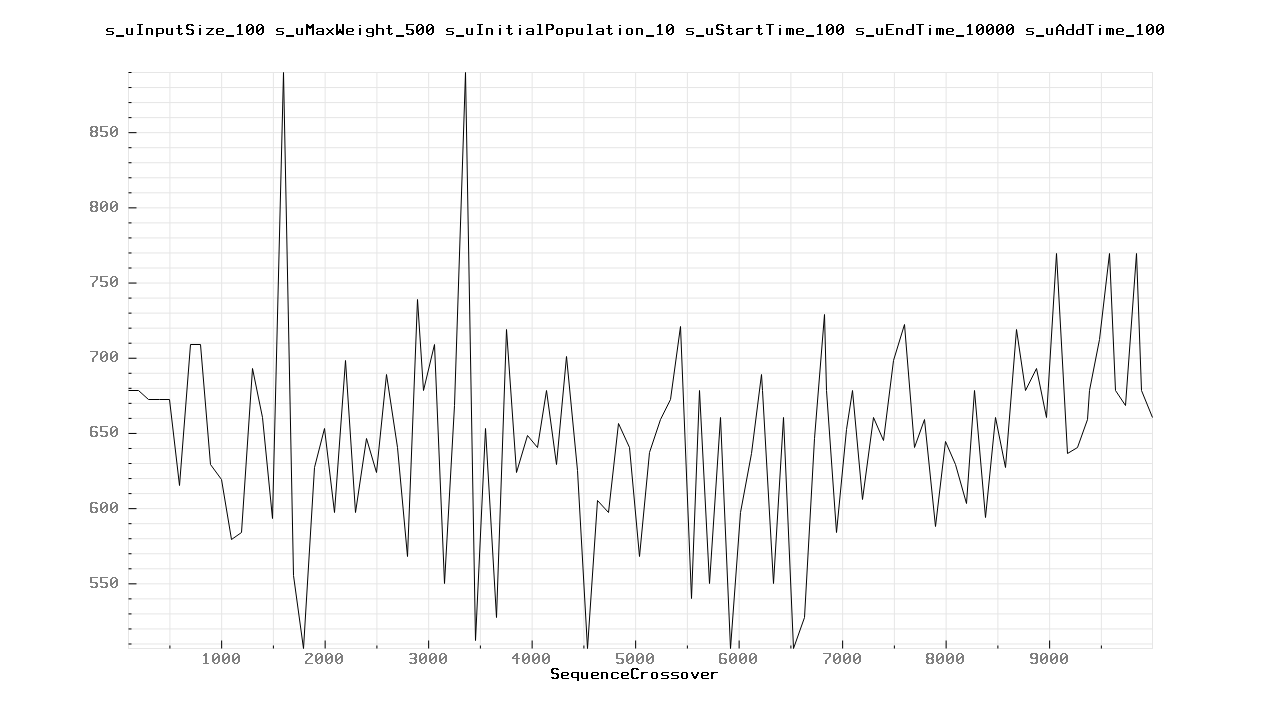 s_uInputSize_100 s_uMaxWeight_500 s_uInitialPopulation_10 s_uStartTime_100 s_uEndTime_10000 s_uAddTime_100
850
800
750
700
650
600
550
1000 2000 3000 4000 5000 6000 7000 8000 9000
SequenceCrossover